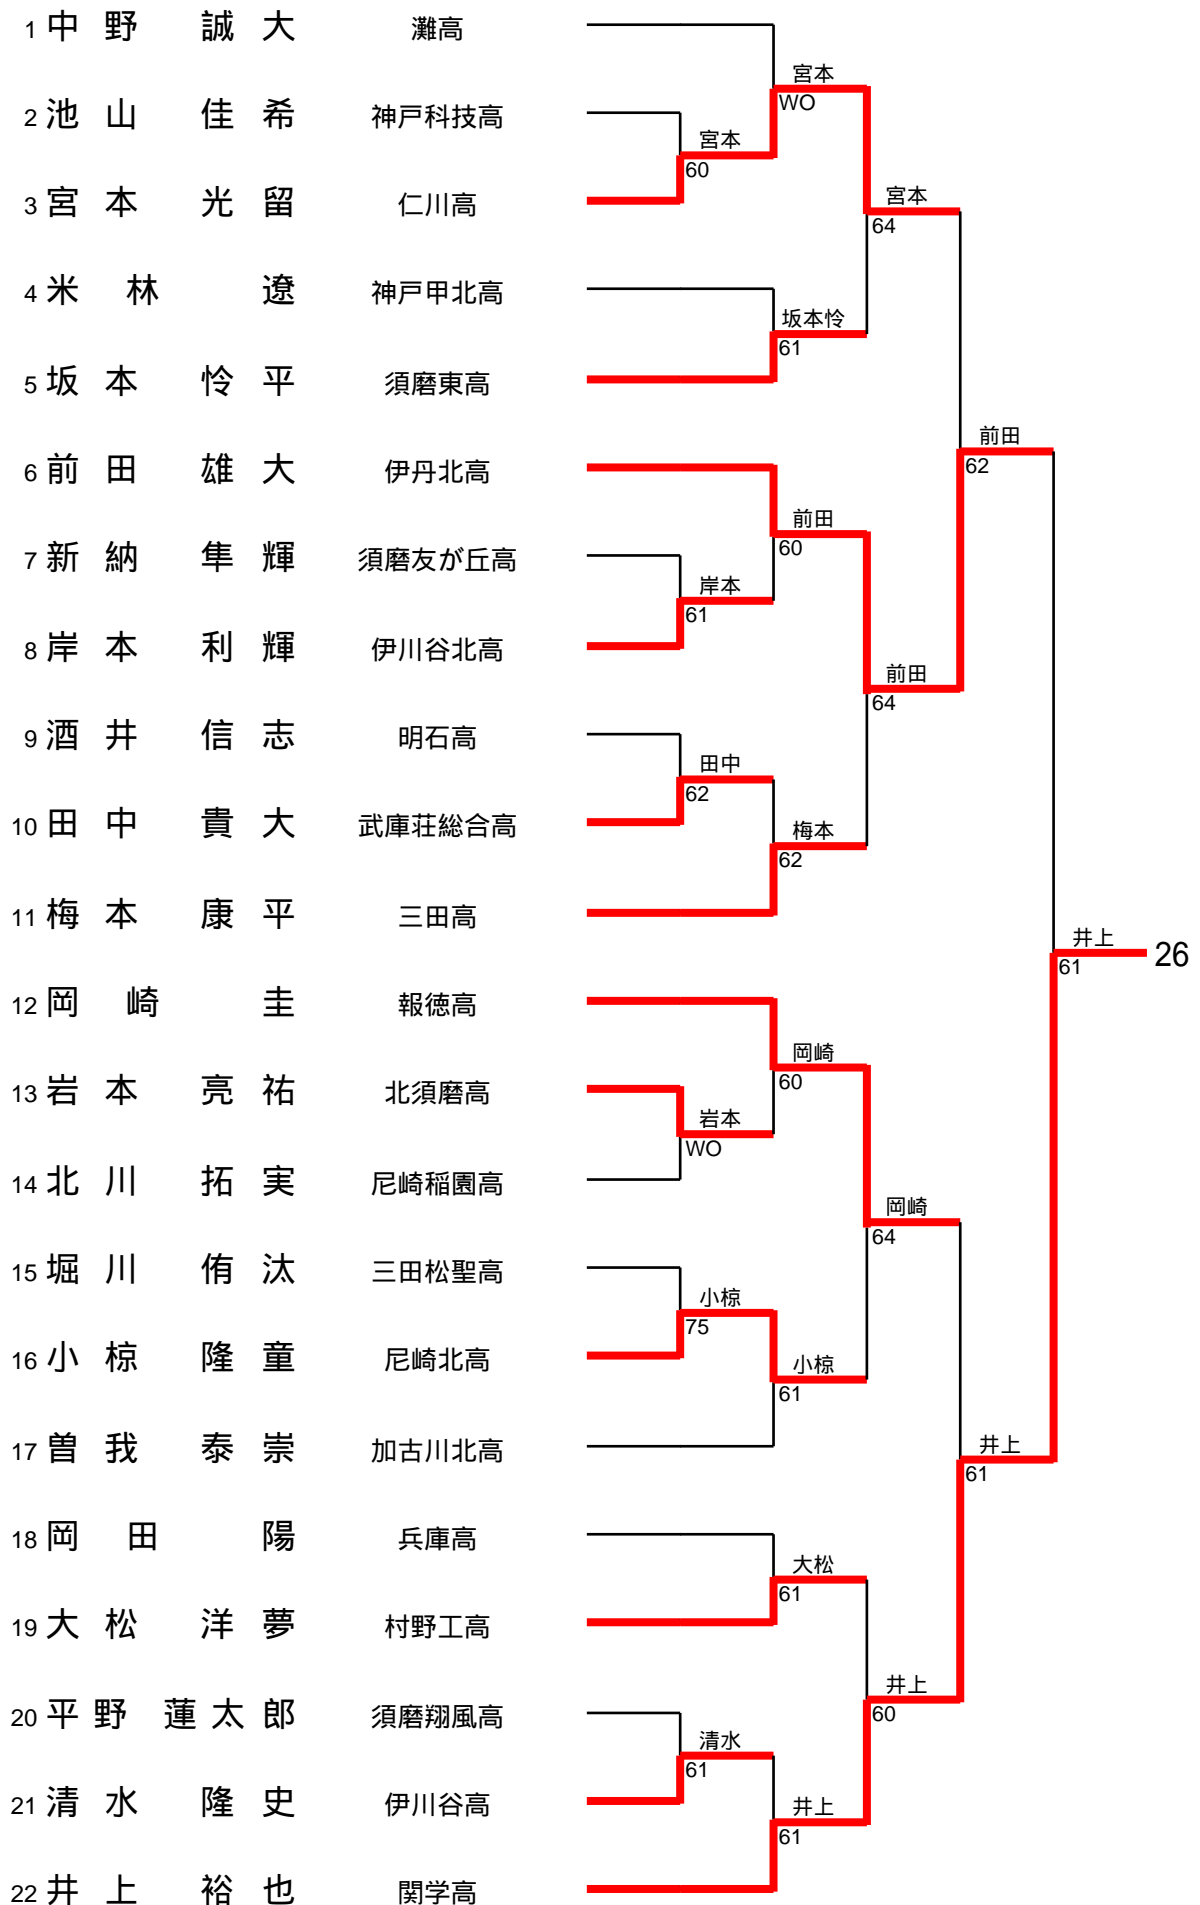 1 中野 誠大 灘高
宮本
WO
2 池山 佳希 神戸科技高
宮本
60
3 宮本 光留 仁川高
宮本
64
4 米林 遼 神戸甲北高
坂本怜
61
5 坂本 怜平 須磨東高
前田
62
6 前田 雄大 伊丹北高
前田
60
7 新納 隼輝 須磨友が丘高
岸本
61
8 岸本 利輝 伊川谷北高
前田
64
9 酒井 信志 明石高
田中
62
10 田中 貴大 武庫荘総合高
梅本
62
11 梅本 康平 三田高
井上
61
26
12 岡崎 圭 報徳高
岡崎
60
13 岩本 亮祐 北須磨高
岩本
WO
14 北川 拓実 尼崎稲園高
岡崎
64
15 堀川 侑汰 三田松聖高
小椋
75
16 小椋 隆童 尼崎北高
小椋
61
17 曽我 泰崇 加古川北高
井上
61
18 岡田 陽 兵庫高
大松
61
19 大松 洋夢 村野工高
井上
60
20 平野 蓮太郎 須磨翔風高
清水
61
21 清水 隆史 伊川谷高
井上
61
22 井上 裕也 関学高